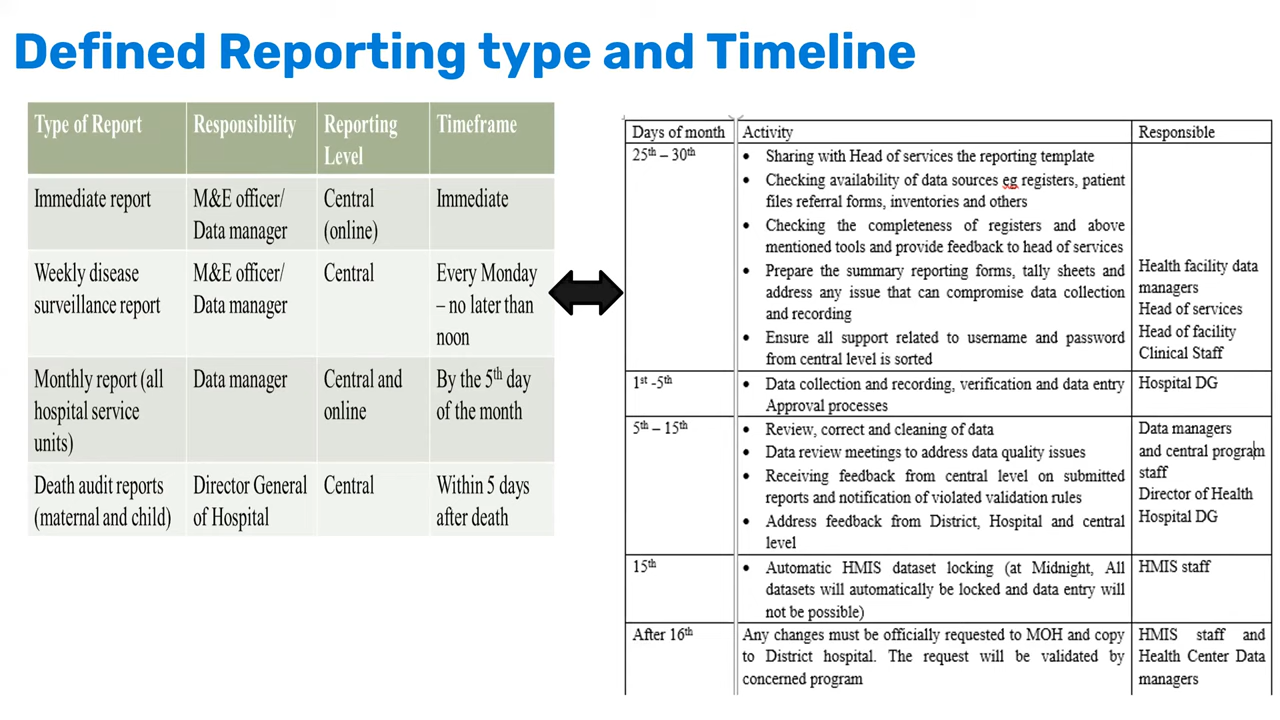 Defined Reporting type and Timeline
Type of Report
Responsibility
Reporting
Level
Timeframe
Immediate report
M&E officer/
Data manager
Central
(online)
Immediate
Weekly disease
surveillance report
M&E officer/
Data manager
Central
Every Monday
– no later than
noon
Monthly report (all
hospital service
units)
Data manager
Central and
online
By the 5th day
of the month
Death audit reports
(maternal and child)
Director General
of Hospital
Central
Within 5 days
after death
Days of month
Activity
Responsible
25th – 30th
• Sharing with Head of services the reporting template
• Checking availability of data sources eg registers, patient
files referral forms, inventories and others
• Checking the completeness of registers and above
mentioned tools and provide feedback to head of services
• Prepare the summary reporting forms, tally sheets and
address any issue that can compromise data collection
and recording
• Ensure all support related to username and password
from central level is sorted
Health facility data
managers
Head of services
Head of facility
Clinical Staff
1st -5th
• Data collection and recording, verification and data entry
Approval processes
Hospital DG
5th – 15th
• Review, correct and cleaning of data
• Data review meetings to address data quality issues
• Receiving feedback from central level on submitted
reports and notification of violated validation rules
• Address feedback from District, Hospital and central
level
Data managers
and central program
staff
Director of Health
Hospital DG
15th
• Automatic HMIS dataset locking (at Midnight, All
datasets will automatically be locked and data entry will
not be possible)
HMIS staff
After 16th
Any changes must be officially requested to MOH and copy
to District hospital. The request will be validated by
concerned program
HMIS staff and
Health Center Data
managers